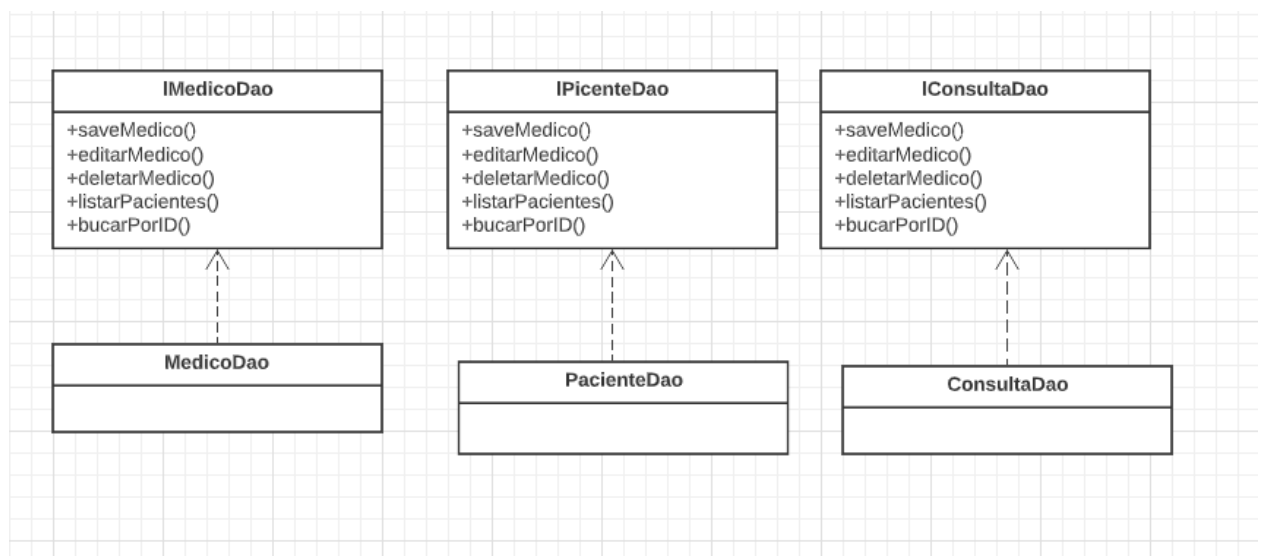 IMedicoDao
+saveMedico()
+editarMedico()
+deletarMedico()
+listarPacientes()
+bucarPorID()
MedicoDao
IPicenteDao
+saveMedico()
+editarMedico()
+deletarMedico()
+listarPacientes()
+bucarPorID()
PacienteDao
IConsultaDao
+saveMedico()
+editarMedico()
+deletarMedico()
+listarPacientes()
+bucarPorID()
ConsultaDao